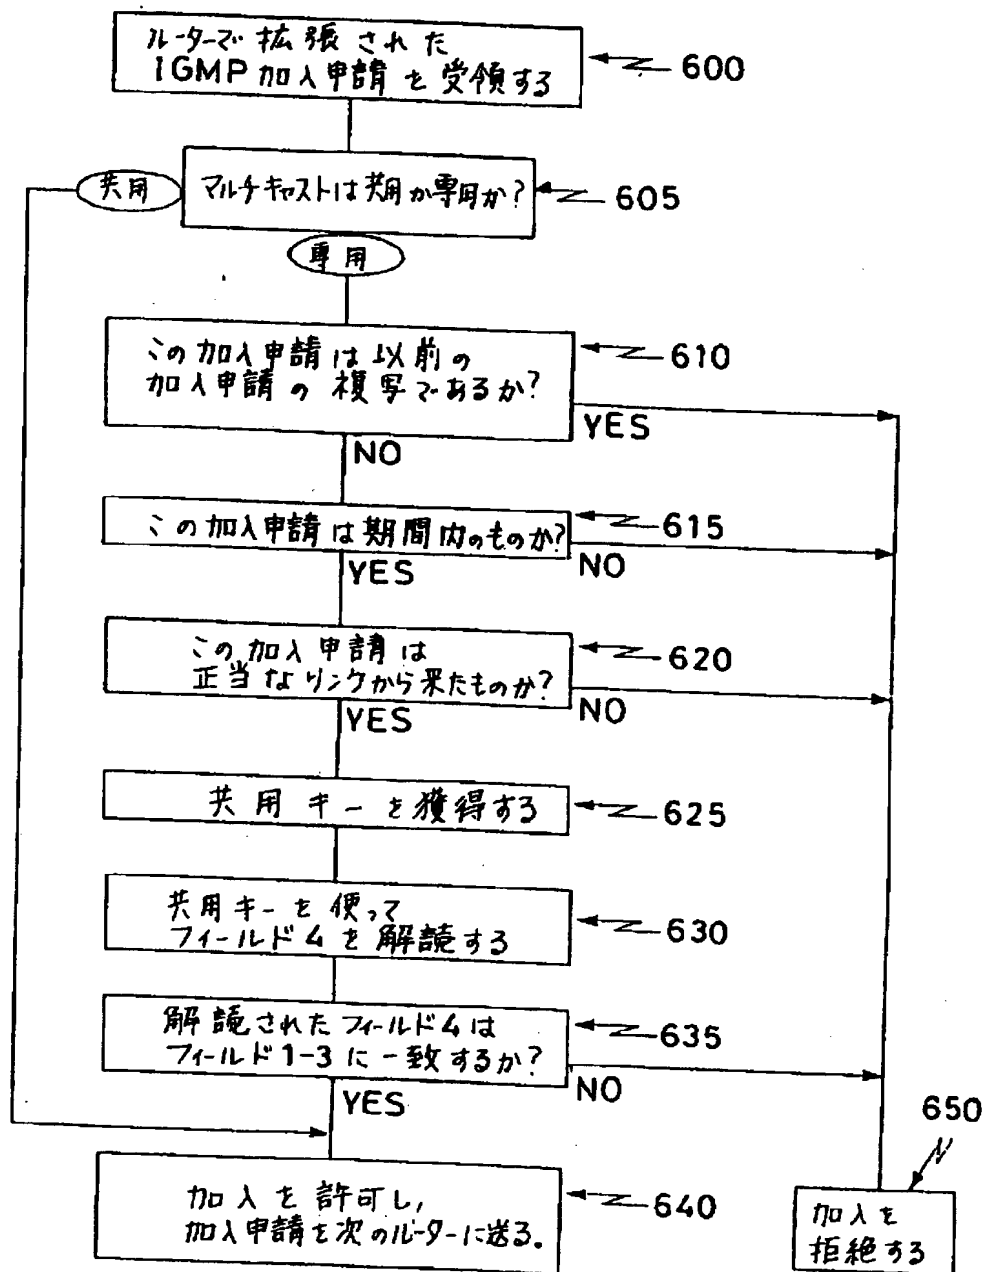 ルーターで拡張された
IGMP加入申請を受領する
600
共用
マルチキャストは共用か専用か?
605
専用
この加入申請は以前の
加入申請の複写であるか?
610
YES
NO
この加入申請は期間内のものか?
615
YES
NO
この加入申請は
正当なリンクから来たものか?
620
YES
NO
共用キーを獲得する
625
共用キーを使って
フィールド4を解読する
630
解読されたフィールド4は
フィールド1-3に一致するか?
635
YES
NO
650
加入を許可し,
加入申請を次のルーターに送る.
640
加入を
拒絶する